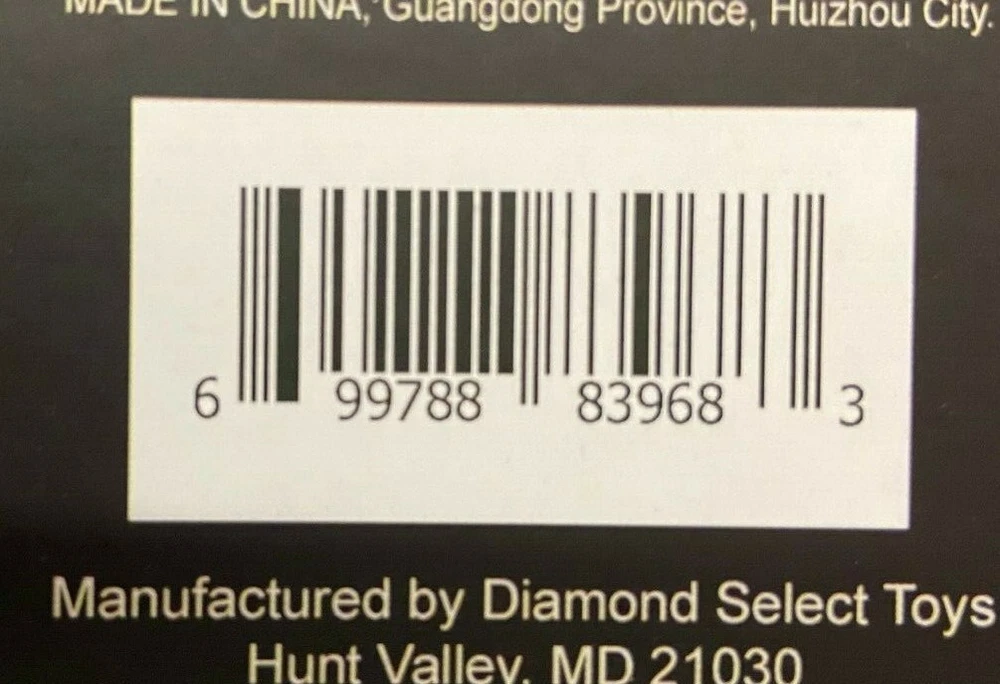 MADE IN CHINA, Guangdong Province, Huizhou City.
6 99788 83968 3
Manufactured by Diamond Select Toys
Hunt Valley, MD 21030